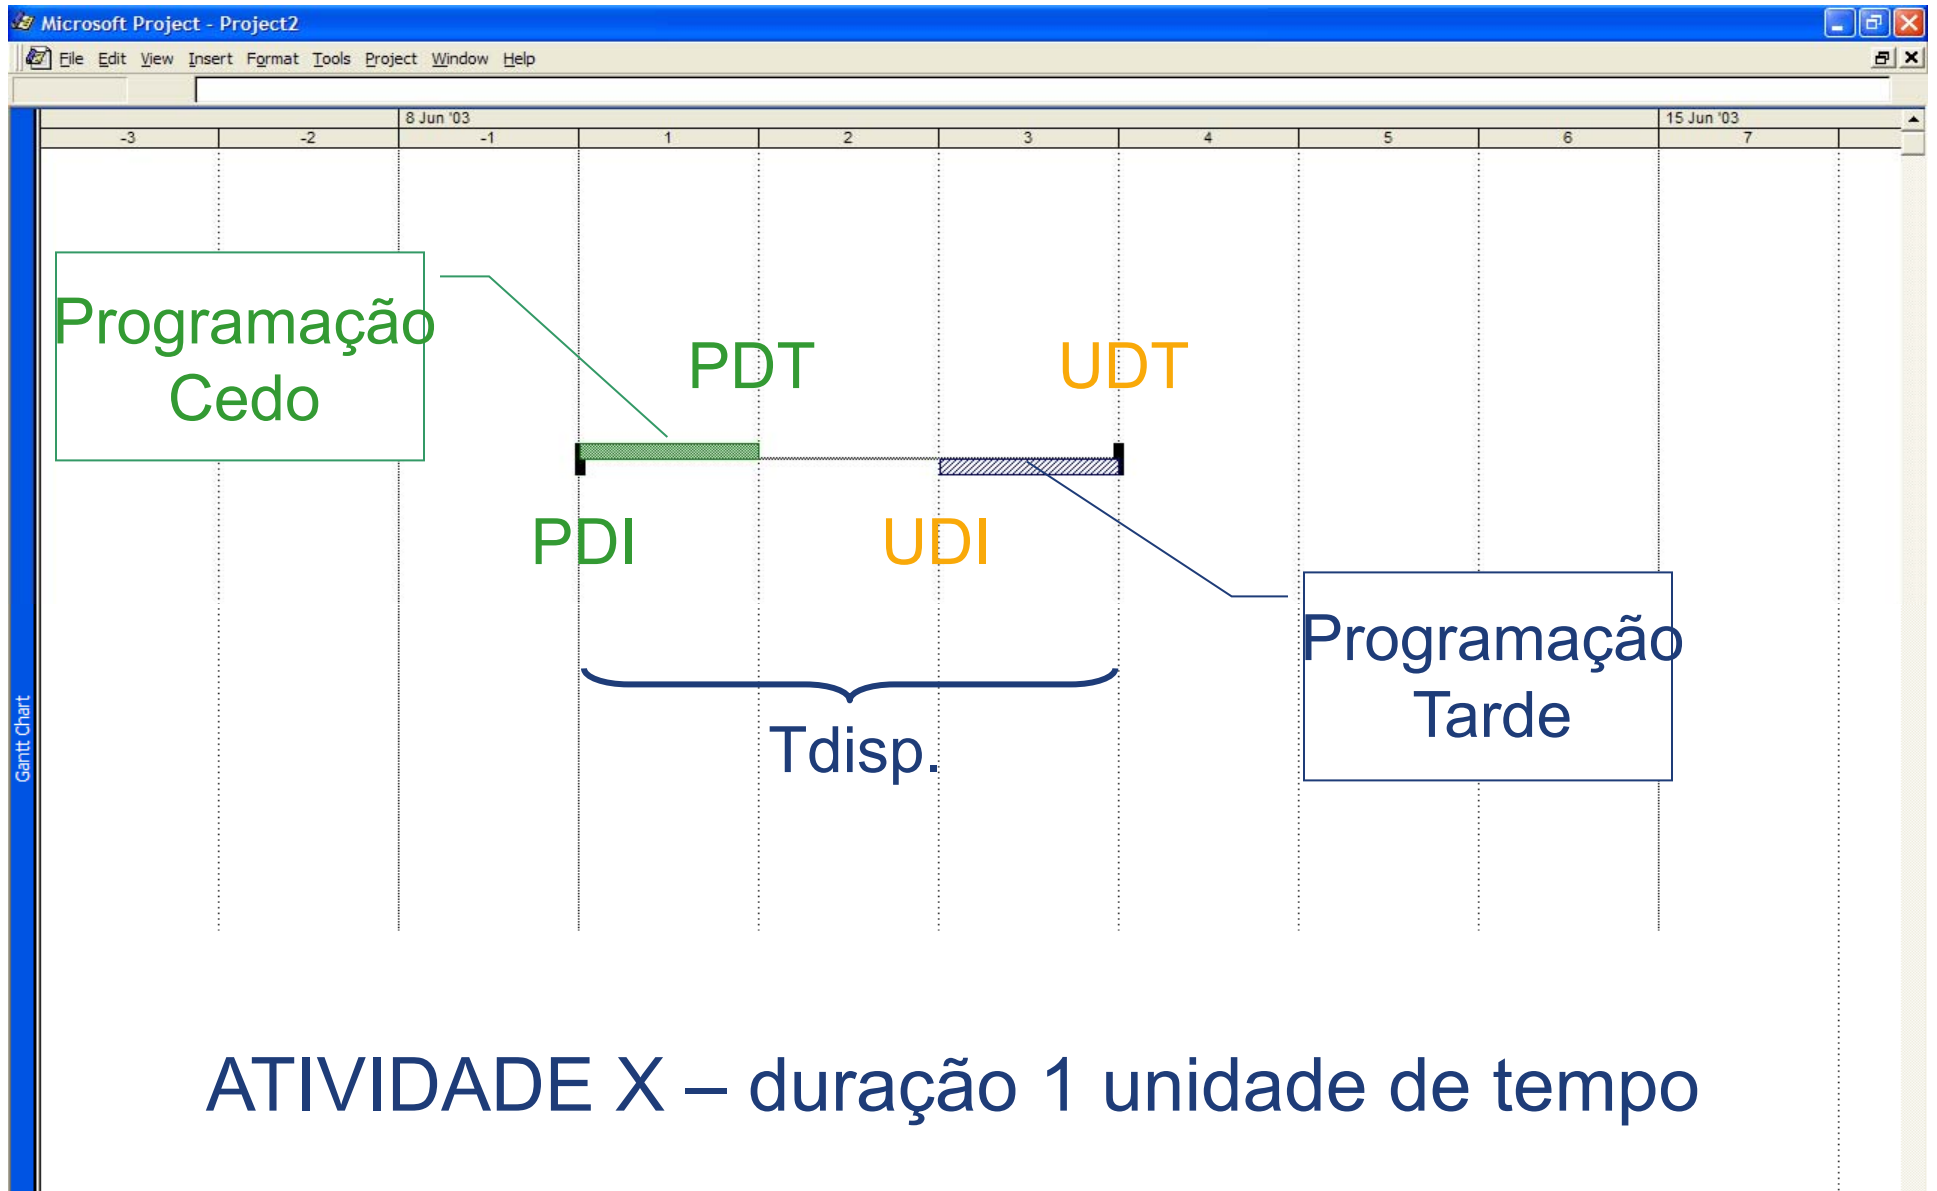 Microsoft Project - Project2
File Edit View Insert Format Tools Project Window Help
8 Jun '03 15 Jun '03
-3 -2 -1 1 2 3 4 5 6 7
Programação
Cedo
PDT UDT
PDI UDI
Programação
Tarde
Tdisp.
Gantt Chart
ATIVIDADE X – duração 1 unidade de tempo